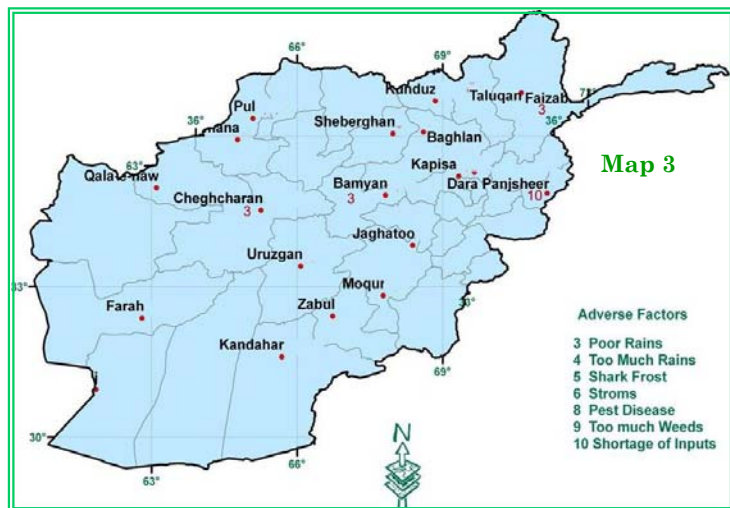 66°
69°
Kunduz
Taluqan
Faizab
3
72°
Pul
36°
mana
Sheberghan
Baghlan
36°
63°
Qala-e-naw
Kapisa
Map 3
Cheghcharan
3
Bamyan
3
Dara Panjsheer
10
Jaghatoo
Uruzgan
33°
Moqur
33°
Farah
Zabul
Adverse Factors
Kandahar
3 Poor Rains
69°
4 Too Much Rains
5 Shark Frost
6 Stroms
8 Pest Disease
30°
9 Too much Weeds
N
10 Shortage of Inputs
66°
63°